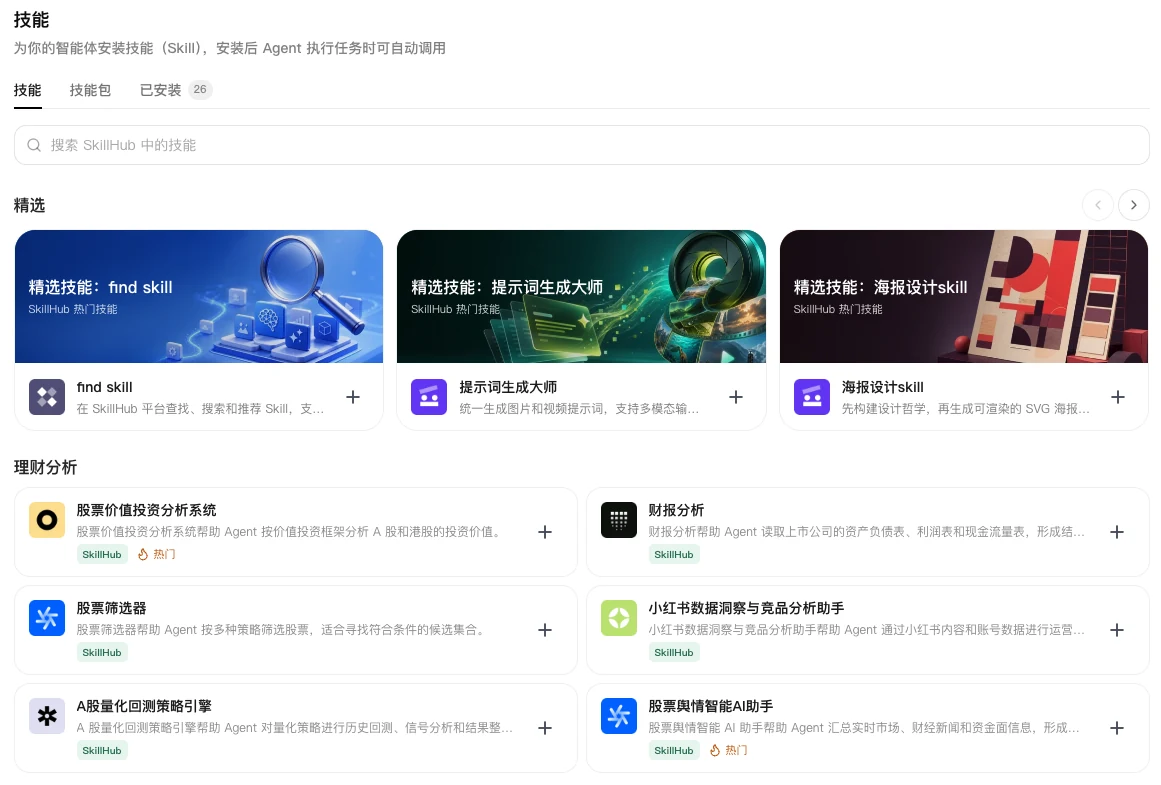 技能
为你的智能体安装技能（Skill），安装后 Agent 执行任务时可自动调用
技能
技能包
已安装 26
搜索 SkillHub 中的技能
精选
精选技能：find skill
SkillHub 热门技能
find skill
在 SkillHub 平台查找、搜索和推荐 Skill，支...
精选技能：提示词生成大师
SkillHub 热门技能
提示词生成大师
统一生成图片和视频提示词，支持多模态输...
精选技能：海报设计skill
SkillHub 热门技能
海报设计skill
先构建设计哲学，再生成可渲染的 SVG 海报...
理财分析
股票价值投资分析系统
股票价值投资分析系统帮助 Agent 按价值投资框架分析 A 股和港股的投资价值。
SkillHub 热门
财报分析
财报分析帮助 Agent 读取上市公司的资产负债表、利润表和现金流量表，形成结...
SkillHub
股票筛选器
股票筛选器帮助 Agent 按多种策略筛选股票，适合寻找符合条件的候选集合。
SkillHub
小红书数据洞察与竞品分析助手
小红书数据洞察与竞品分析助手帮助 Agent 通过小红书内容和账号数据进行运营...
SkillHub
A股量化回测策略引擎
A 股量化回测策略引擎帮助 Agent 对量化策略进行历史回测、信号分析和结果整...
SkillHub
股票舆情智能AI助手
股票舆情智能 AI 助手帮助 Agent 汇总实时市场、财经新闻和资金面信息，形成...
SkillHub 热门